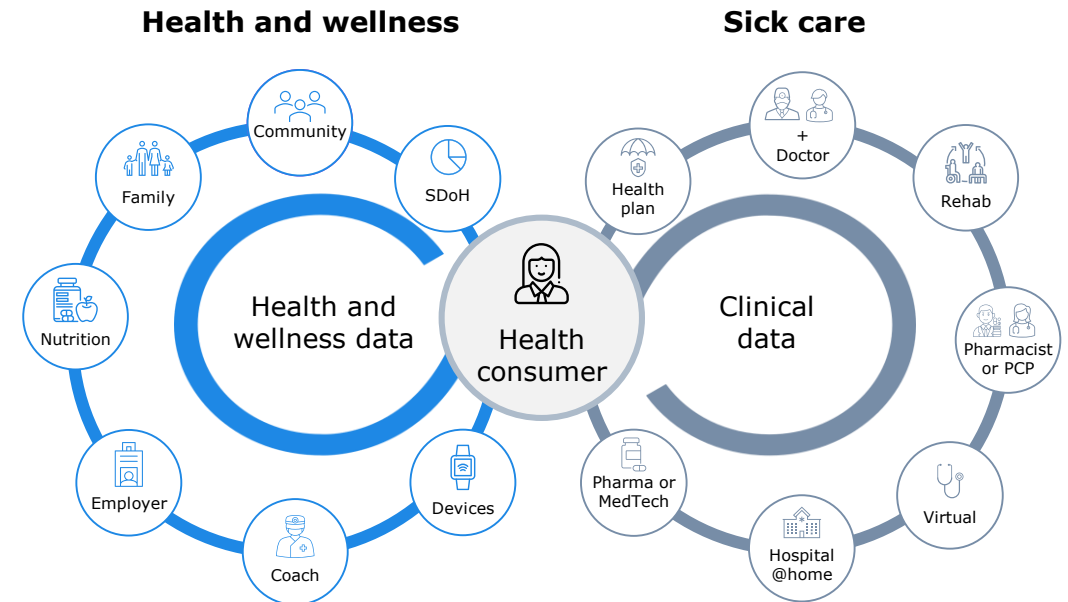 Health and wellness
Sick care
Community
Family
SDoH
Nutrition
Health and
wellness data
Employer
Devices
Coach
Health
consumer
+
Doctor
Health
plan
Rehab
Clinical
data
Pharmacist
or PCP
Pharma or
MedTech
Virtual
Hospital
@home